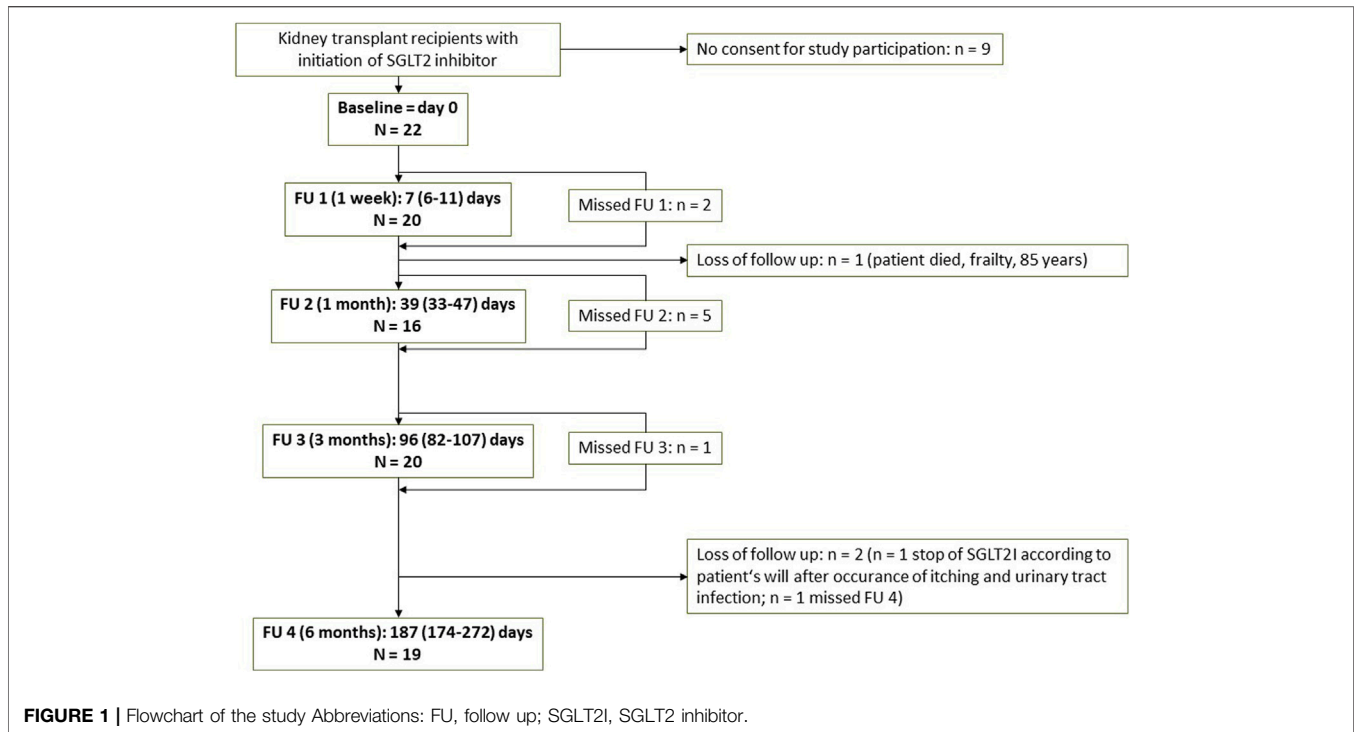 Kidney transplant recipients with
initiation of SGLT2 inhibitor
No consent for study participation: n = 9
Baseline = day 0
N = 22
FU 1 (1 week): 7 (6-11) days
N = 20
Missed FU 1: n = 2
Loss of follow up: n = 1 (patient died, frailty, 85 years)
FU 2 (1 month): 39 (33-47) days
N = 16
Missed FU 2: n = 5
FU 3 (3 months): 96 (82-107) days
N = 20
Missed FU 3: n = 1
Loss of follow up: n = 2 (n = 1 stop of SGLT2I according to
patient‘s will after occurance of itching and urinary tract
infection; n = 1 missed FU 4)
FU 4 (6 months): 187 (174-272) days
N = 19
FIGURE 1 | Flowchart of the study Abbreviations: FU, follow up; SGLT2I, SGLT2 inhibitor.